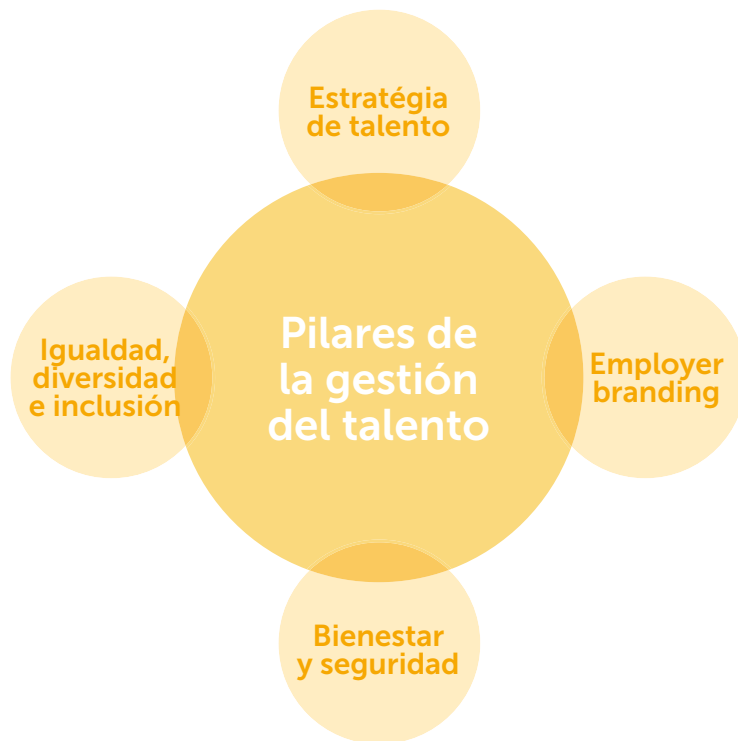 Estratégia
de talento
Pilares de
la gestión
del talento
Igualdad,
diversidad
e inclusión
Employer
branding
Bienestar
y seguridad